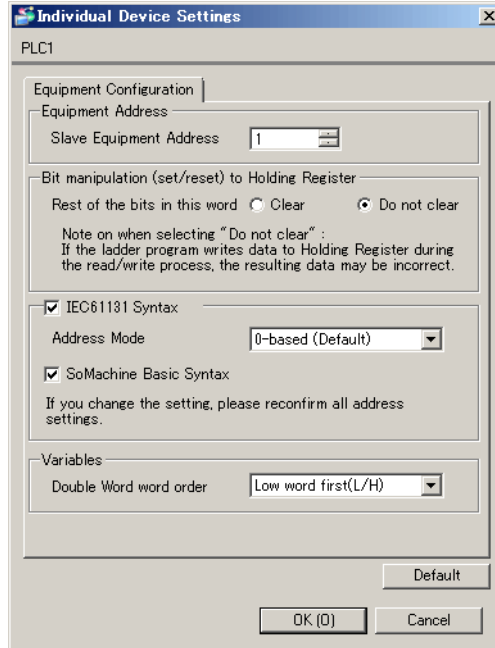 Individual Device Settings
PLC1
Equipment Configuration
Equipment Address
Slave Equipment Address 1
Bit manipulation (set/reset) to Holding Register
Rest of the bits in this word Clear Do not clear
Note on when selecting "Do not clear" :
If the ladder program writes data to Holding Register during
the read/write process, the resulting data may be incorrect.
IEC61131 Syntax
Address Mode 0-based (Default)
SoMachine Basic Syntax
If you change the setting, please reconfirm all address
settings.
Variables
Double Word word order Low word first(L/H)
Default
OK (O) Cancel